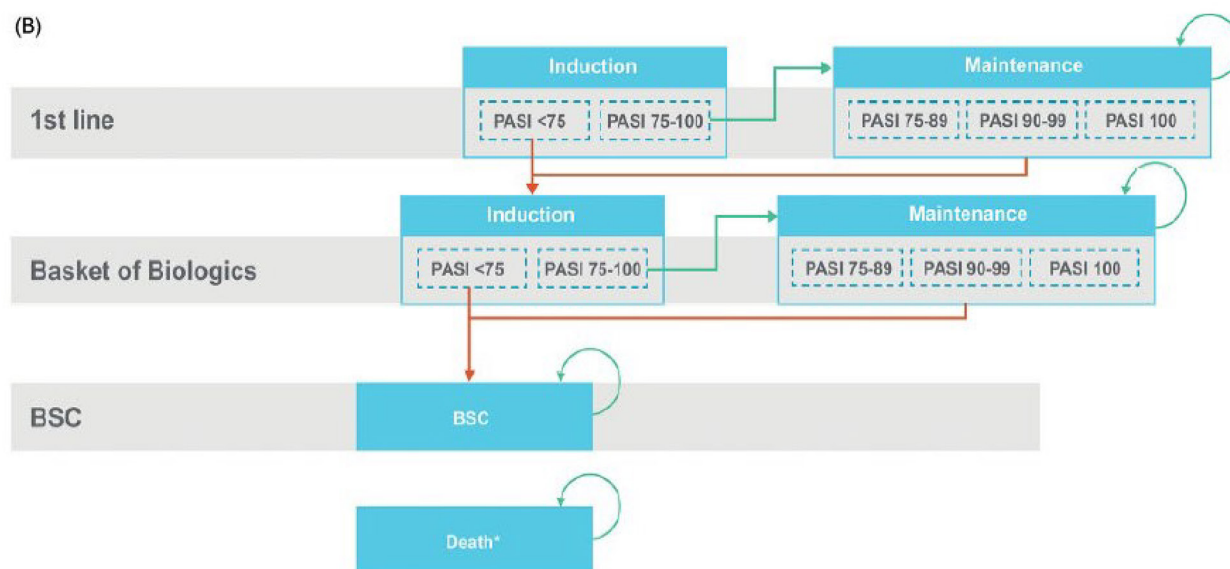 (B)
Induction
Maintenance
1st line
PASI <75
PASI 75-100
PASI 75-89
PASI 90-99
PASI 100
Induction
Maintenance
Basket of Biologics
PASI <75
PASI 75-100
PASI 75-89
PASI 90-99
PASI 100
BSC
BSC
Death*